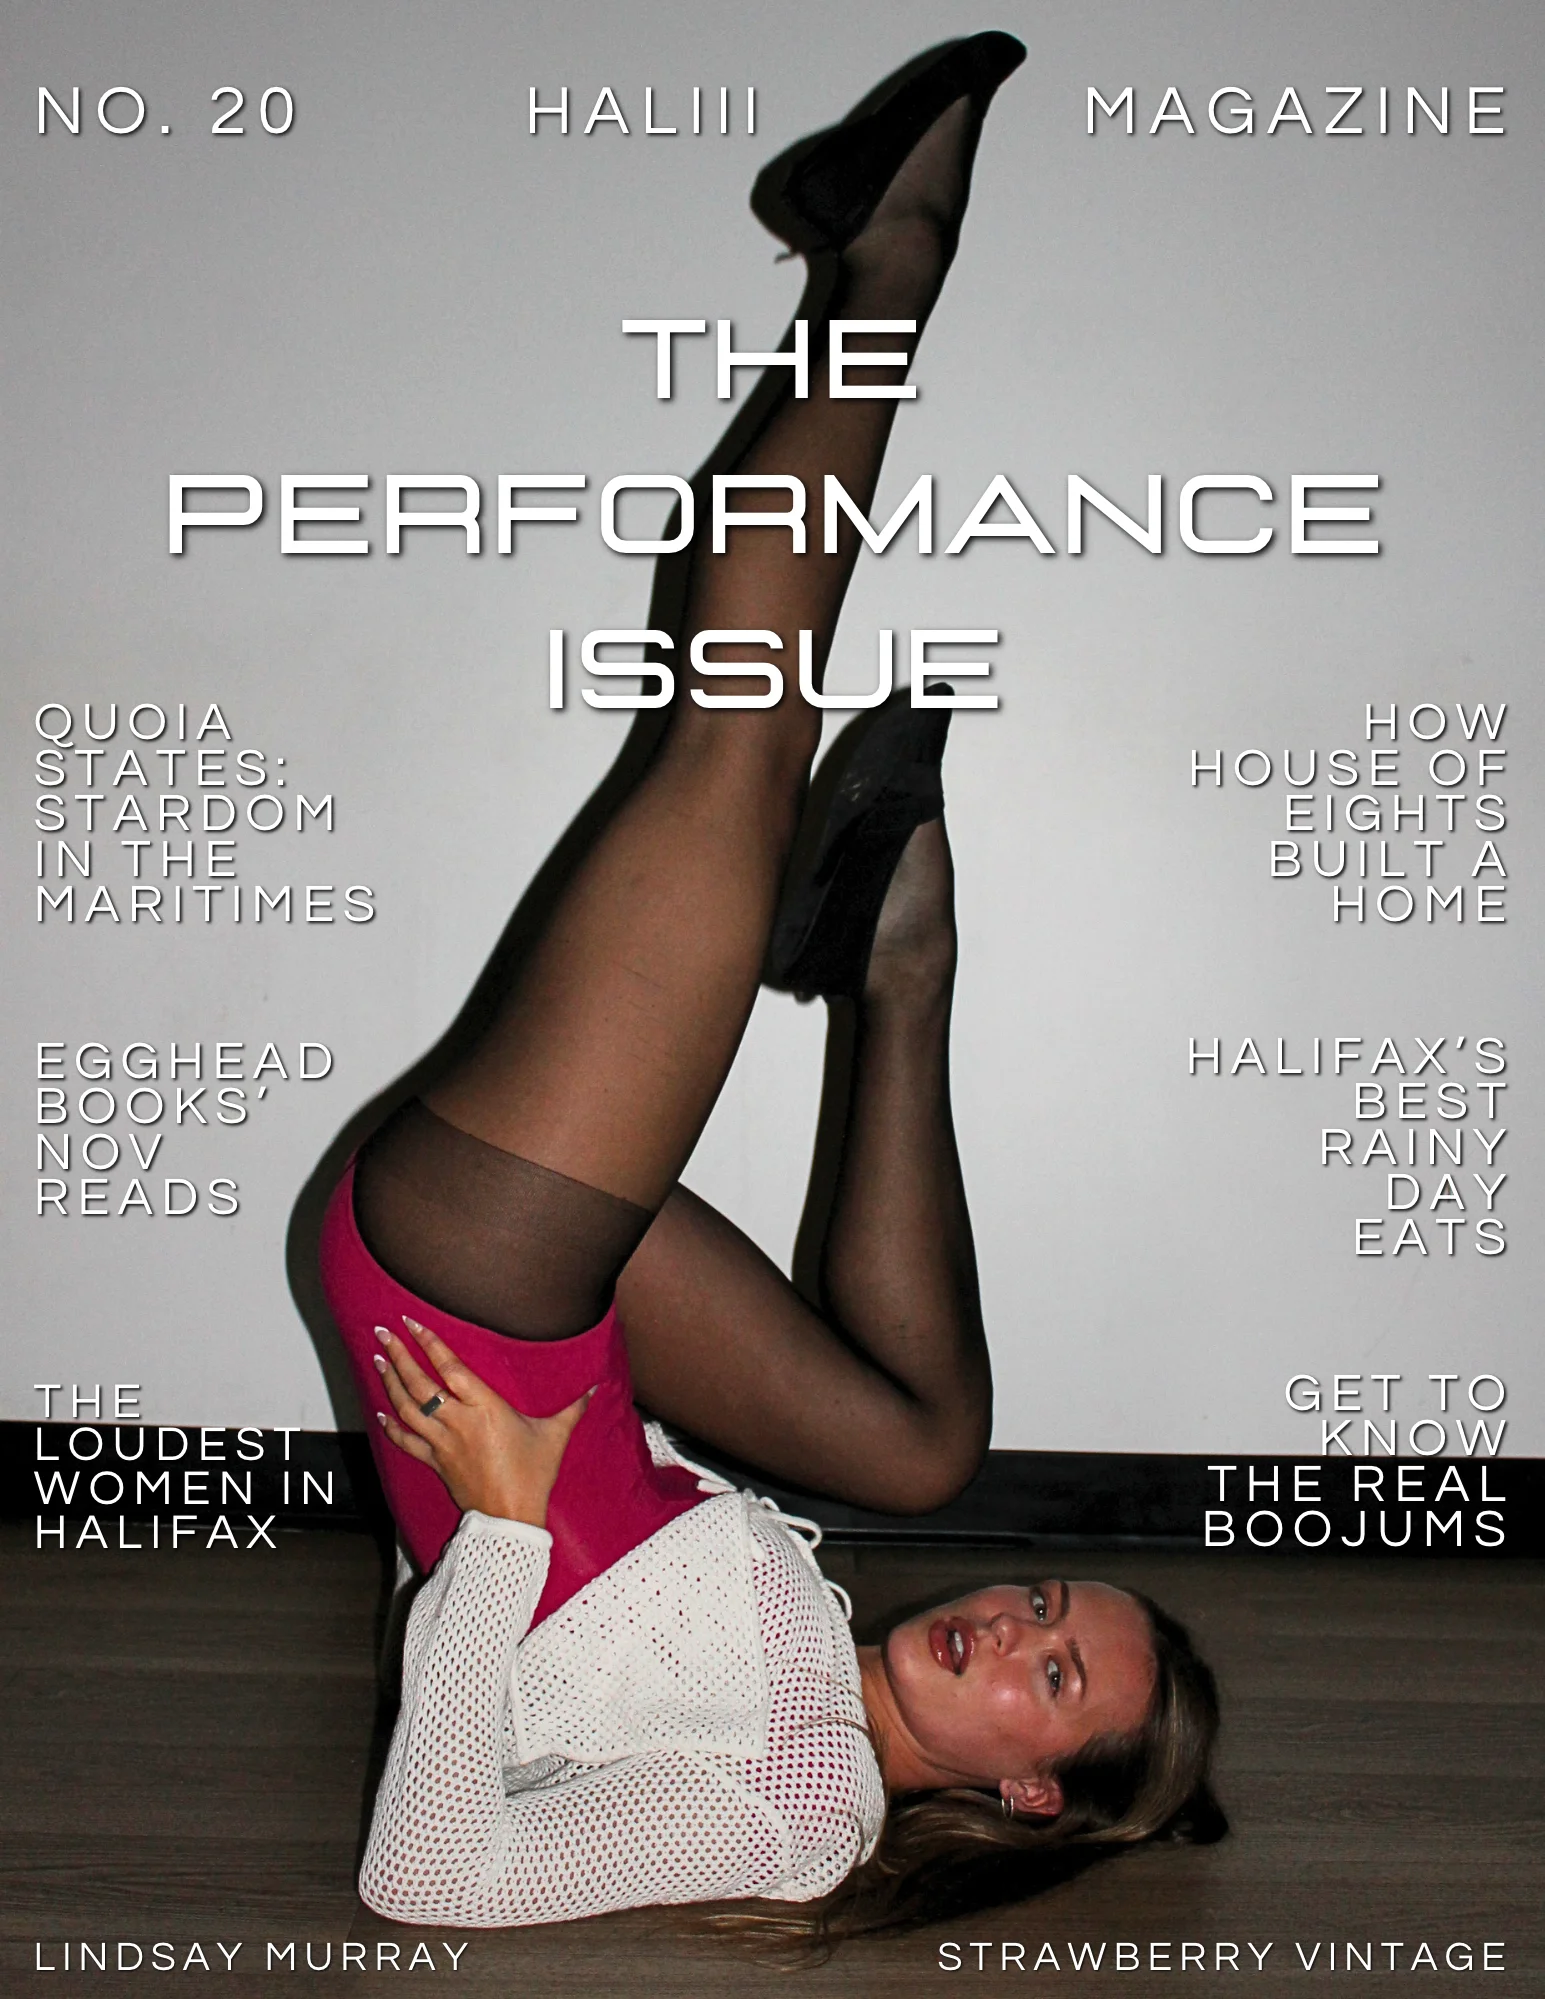 NO. 20 HALIII MAGAZINE
THE
PERFORMANCE
ISSUE
QUOIA
STATES:
STARDOM
IN THE
MARITIMES
HOW
HOUSE OF
EIGHTS
BUILT A
HOME
EGGHEAD
BOOKS’
NOV
READS
HALIFAX’S
BEST
RAINY
DAY
EATS
THE
LOUDEST
WOMEN IN
HALIFAX
GET TO
KNOW
THE REAL
BOOJUMS
LINDSAY MURRAY STRAWBERRY VINTAGE